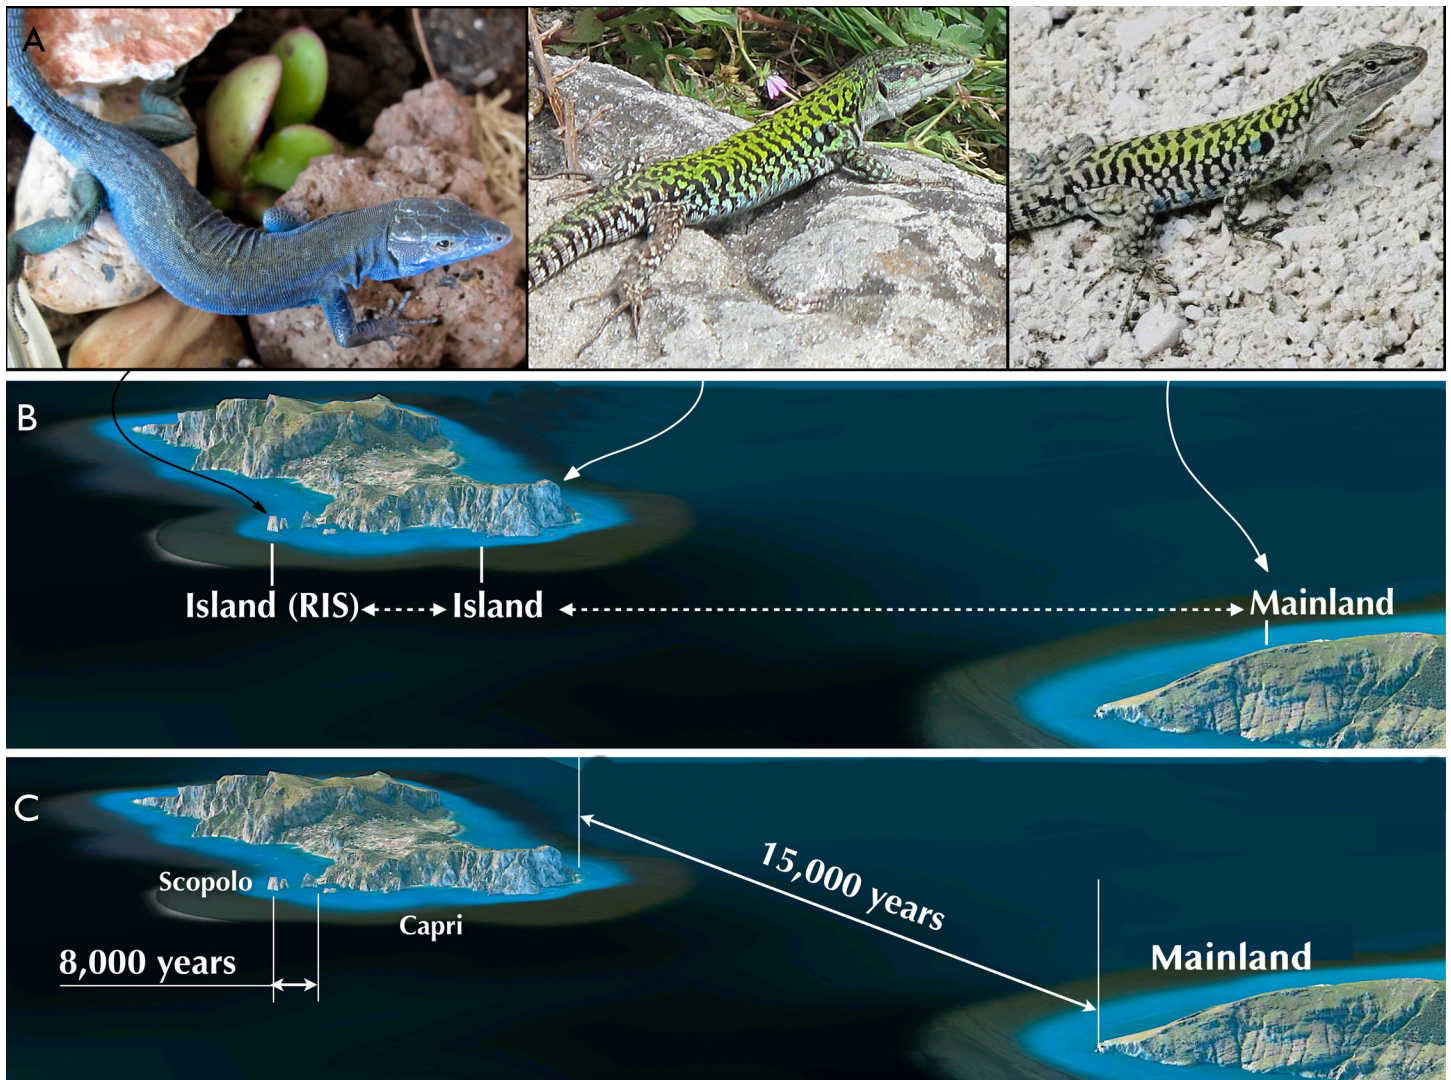 A
B
Island (RIS)
Island
Mainland
C
15,000 years
Scopolo
Capri
8,000 years
Mainland